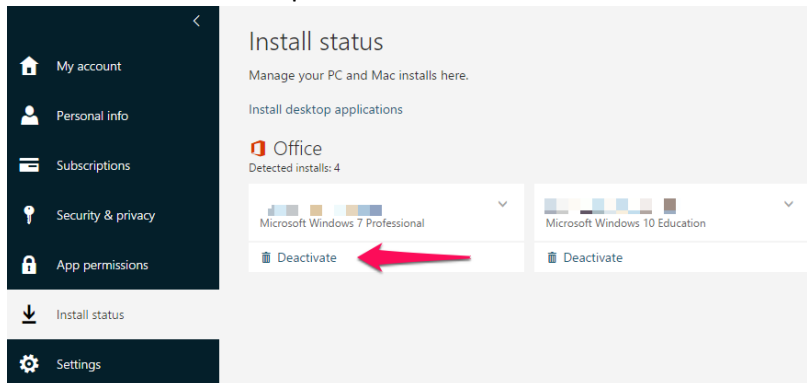 My account
Personal info
Subscriptions
Security & privacy
App permissions
Install status
Settings
Install status
Manage your PC and Mac installs here.
Install desktop applications
Office
Detected installs: 4
Microsoft Windows 7 Professional
Deactivate
Microsoft Windows 10 Education
Deactivate